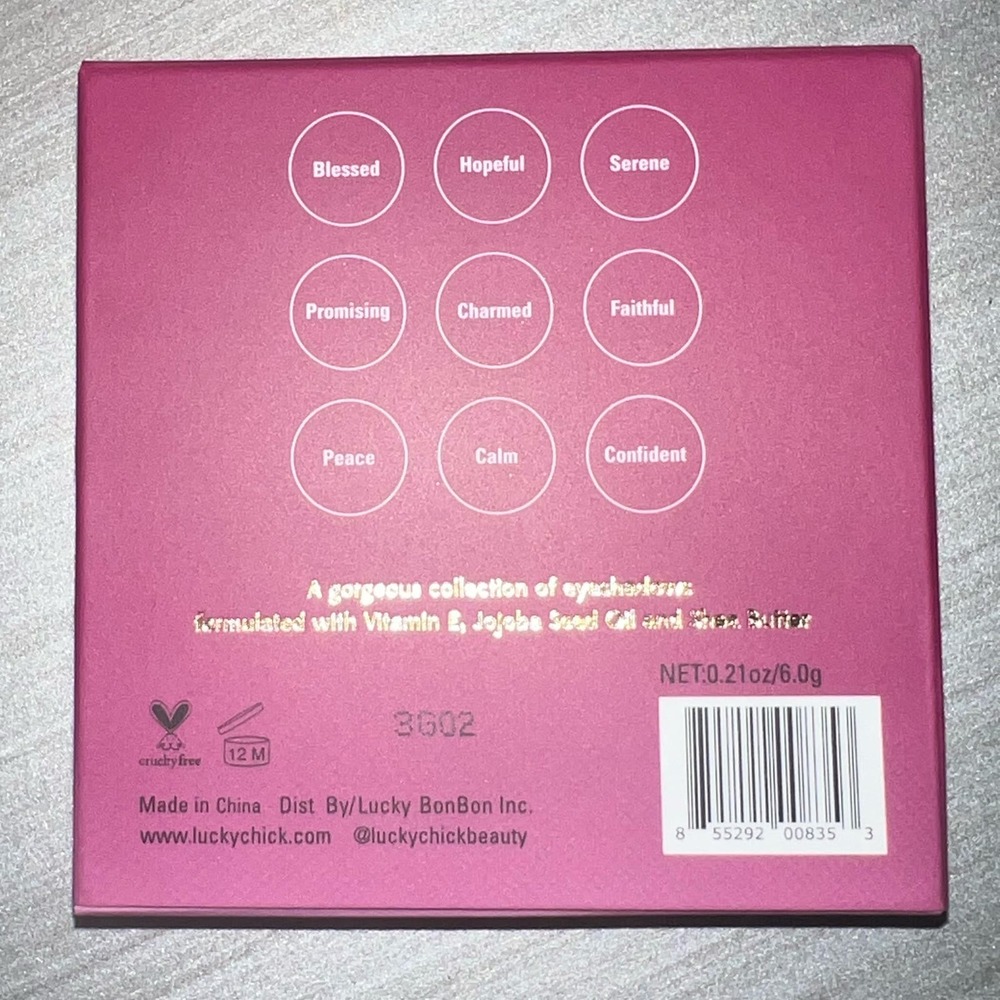 Blessed Hopeful Serene
Promising Charmed Faithful
Peace Calm Confident
A gorgeous collection of eyeshadows
formulated with Vitamin E, Jojoba Seed Oil and Shea Butter
NET:0.21oz/6.0g
3G02
crueltyfree
12 M
Made in China Dist By/Lucky BonBon Inc.
www.luckychick.com @luckychickbeauty
8 55292 00835 3